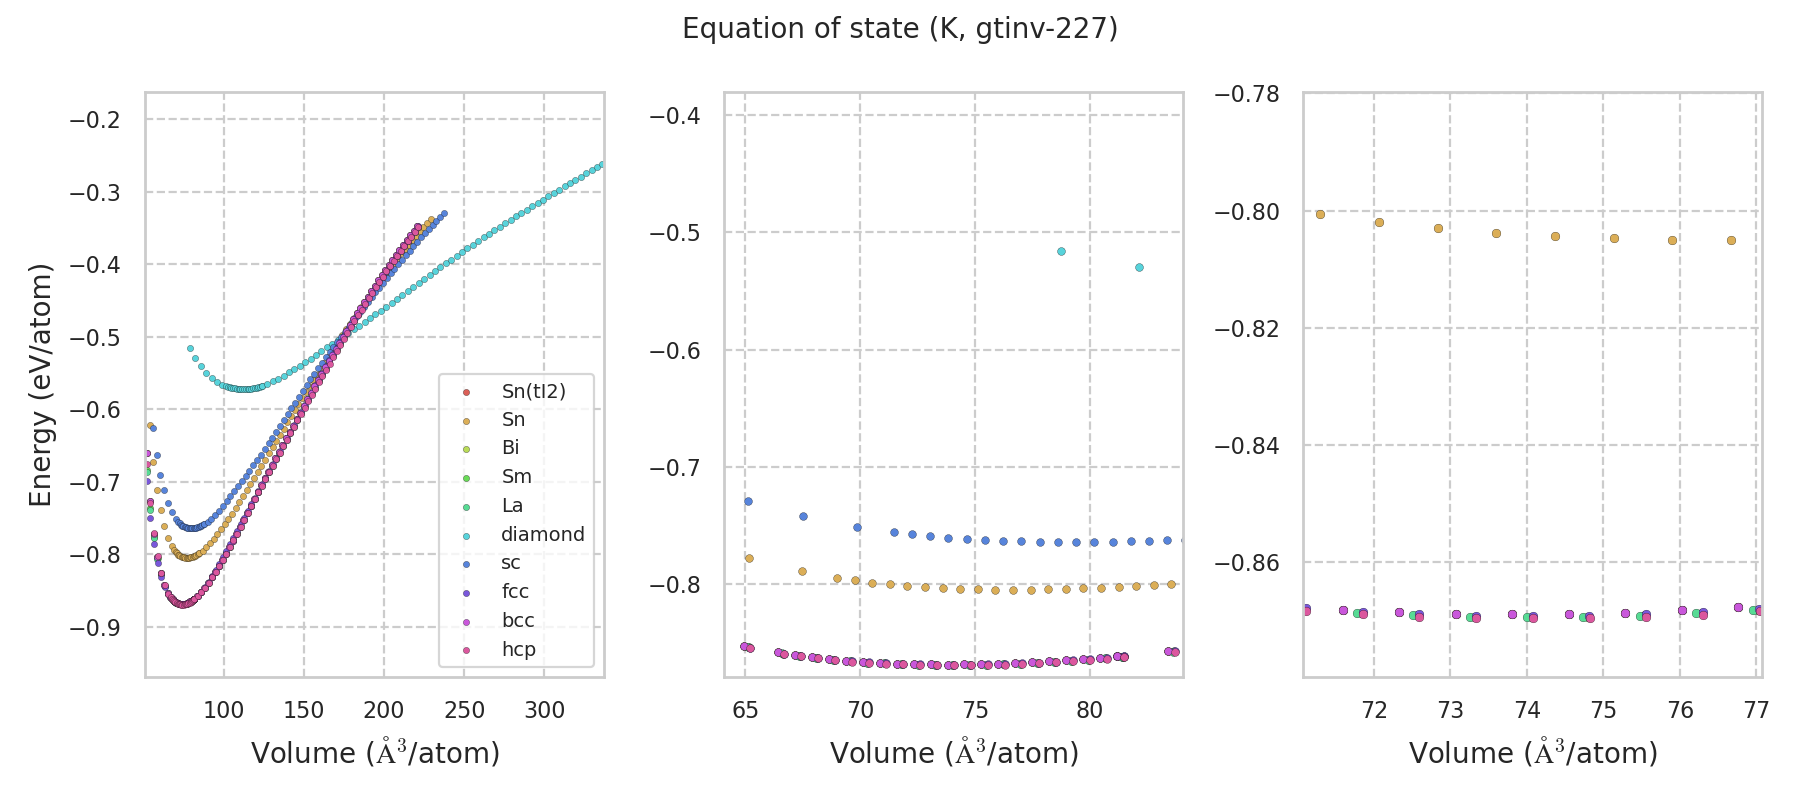 Equation of state (K, gtinv-227)
Energy (eV/atom)
−0.2
−0.3
−0.4
−0.5
−0.6
−0.7
−0.8
−0.9
100 150 200 250 300
Volume (Å³/atom)
Sn(tI2)
Sn
Bi
Sm
La
diamond
sc
fcc
bcc
hcp
−0.4
−0.5
−0.6
−0.7
−0.8
65 70 75 80
Volume (Å³/atom)
−0.78
−0.80
−0.82
−0.84
−0.86
72 73 74 75 76 77
Volume (Å³/atom)